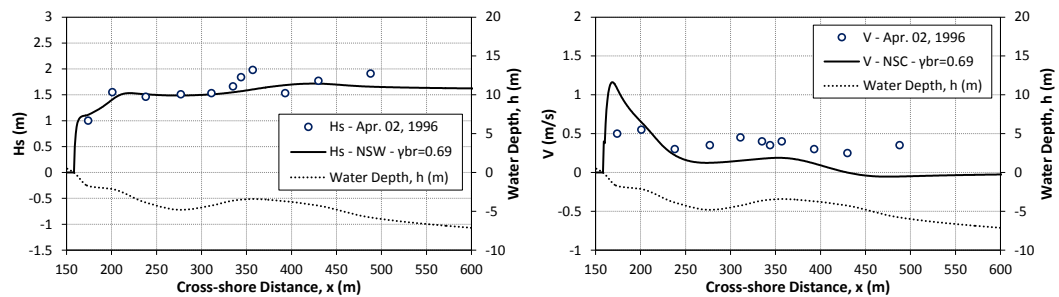 3
2.5
2
1.5
1
0.5
0
-0.5
-1
-1.5
Hs (m)
20
15
10
5
0
-5
-10
Water Depth, h (m)
Hs - Apr. 02, 1996
Hs - NSW - γbr=0.69
Water Depth, h (m)
150 200 250 300 350 400 450 500 550 600
Cross-shore Distance, x (m)
2
1.5
1
0.5
0
-0.5
-1
V (m/s)
20
15
10
5
0
-5
-10
Water Depth, h (m)
V - Apr. 02, 1996
V - NSC - γbr=0.69
Water Depth, h (m)
150 200 250 300 350 400 450 500 550 600
Cross-shore Distance, x (m)